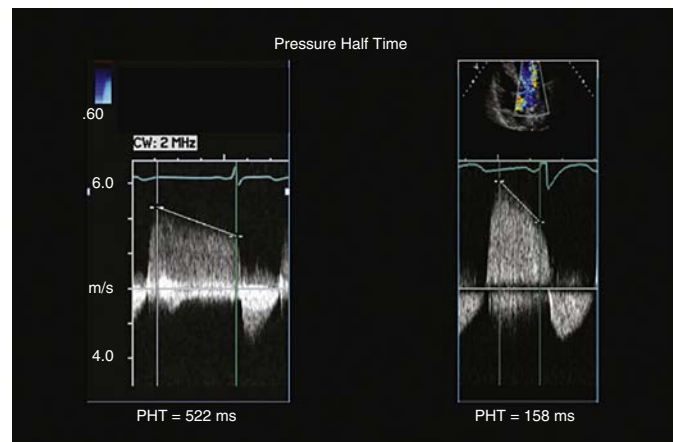 Pressure Half Time
.60
CW: 2 MHz
6.0
m/s
4.0
PHT = 522 ms
PHT = 158 ms